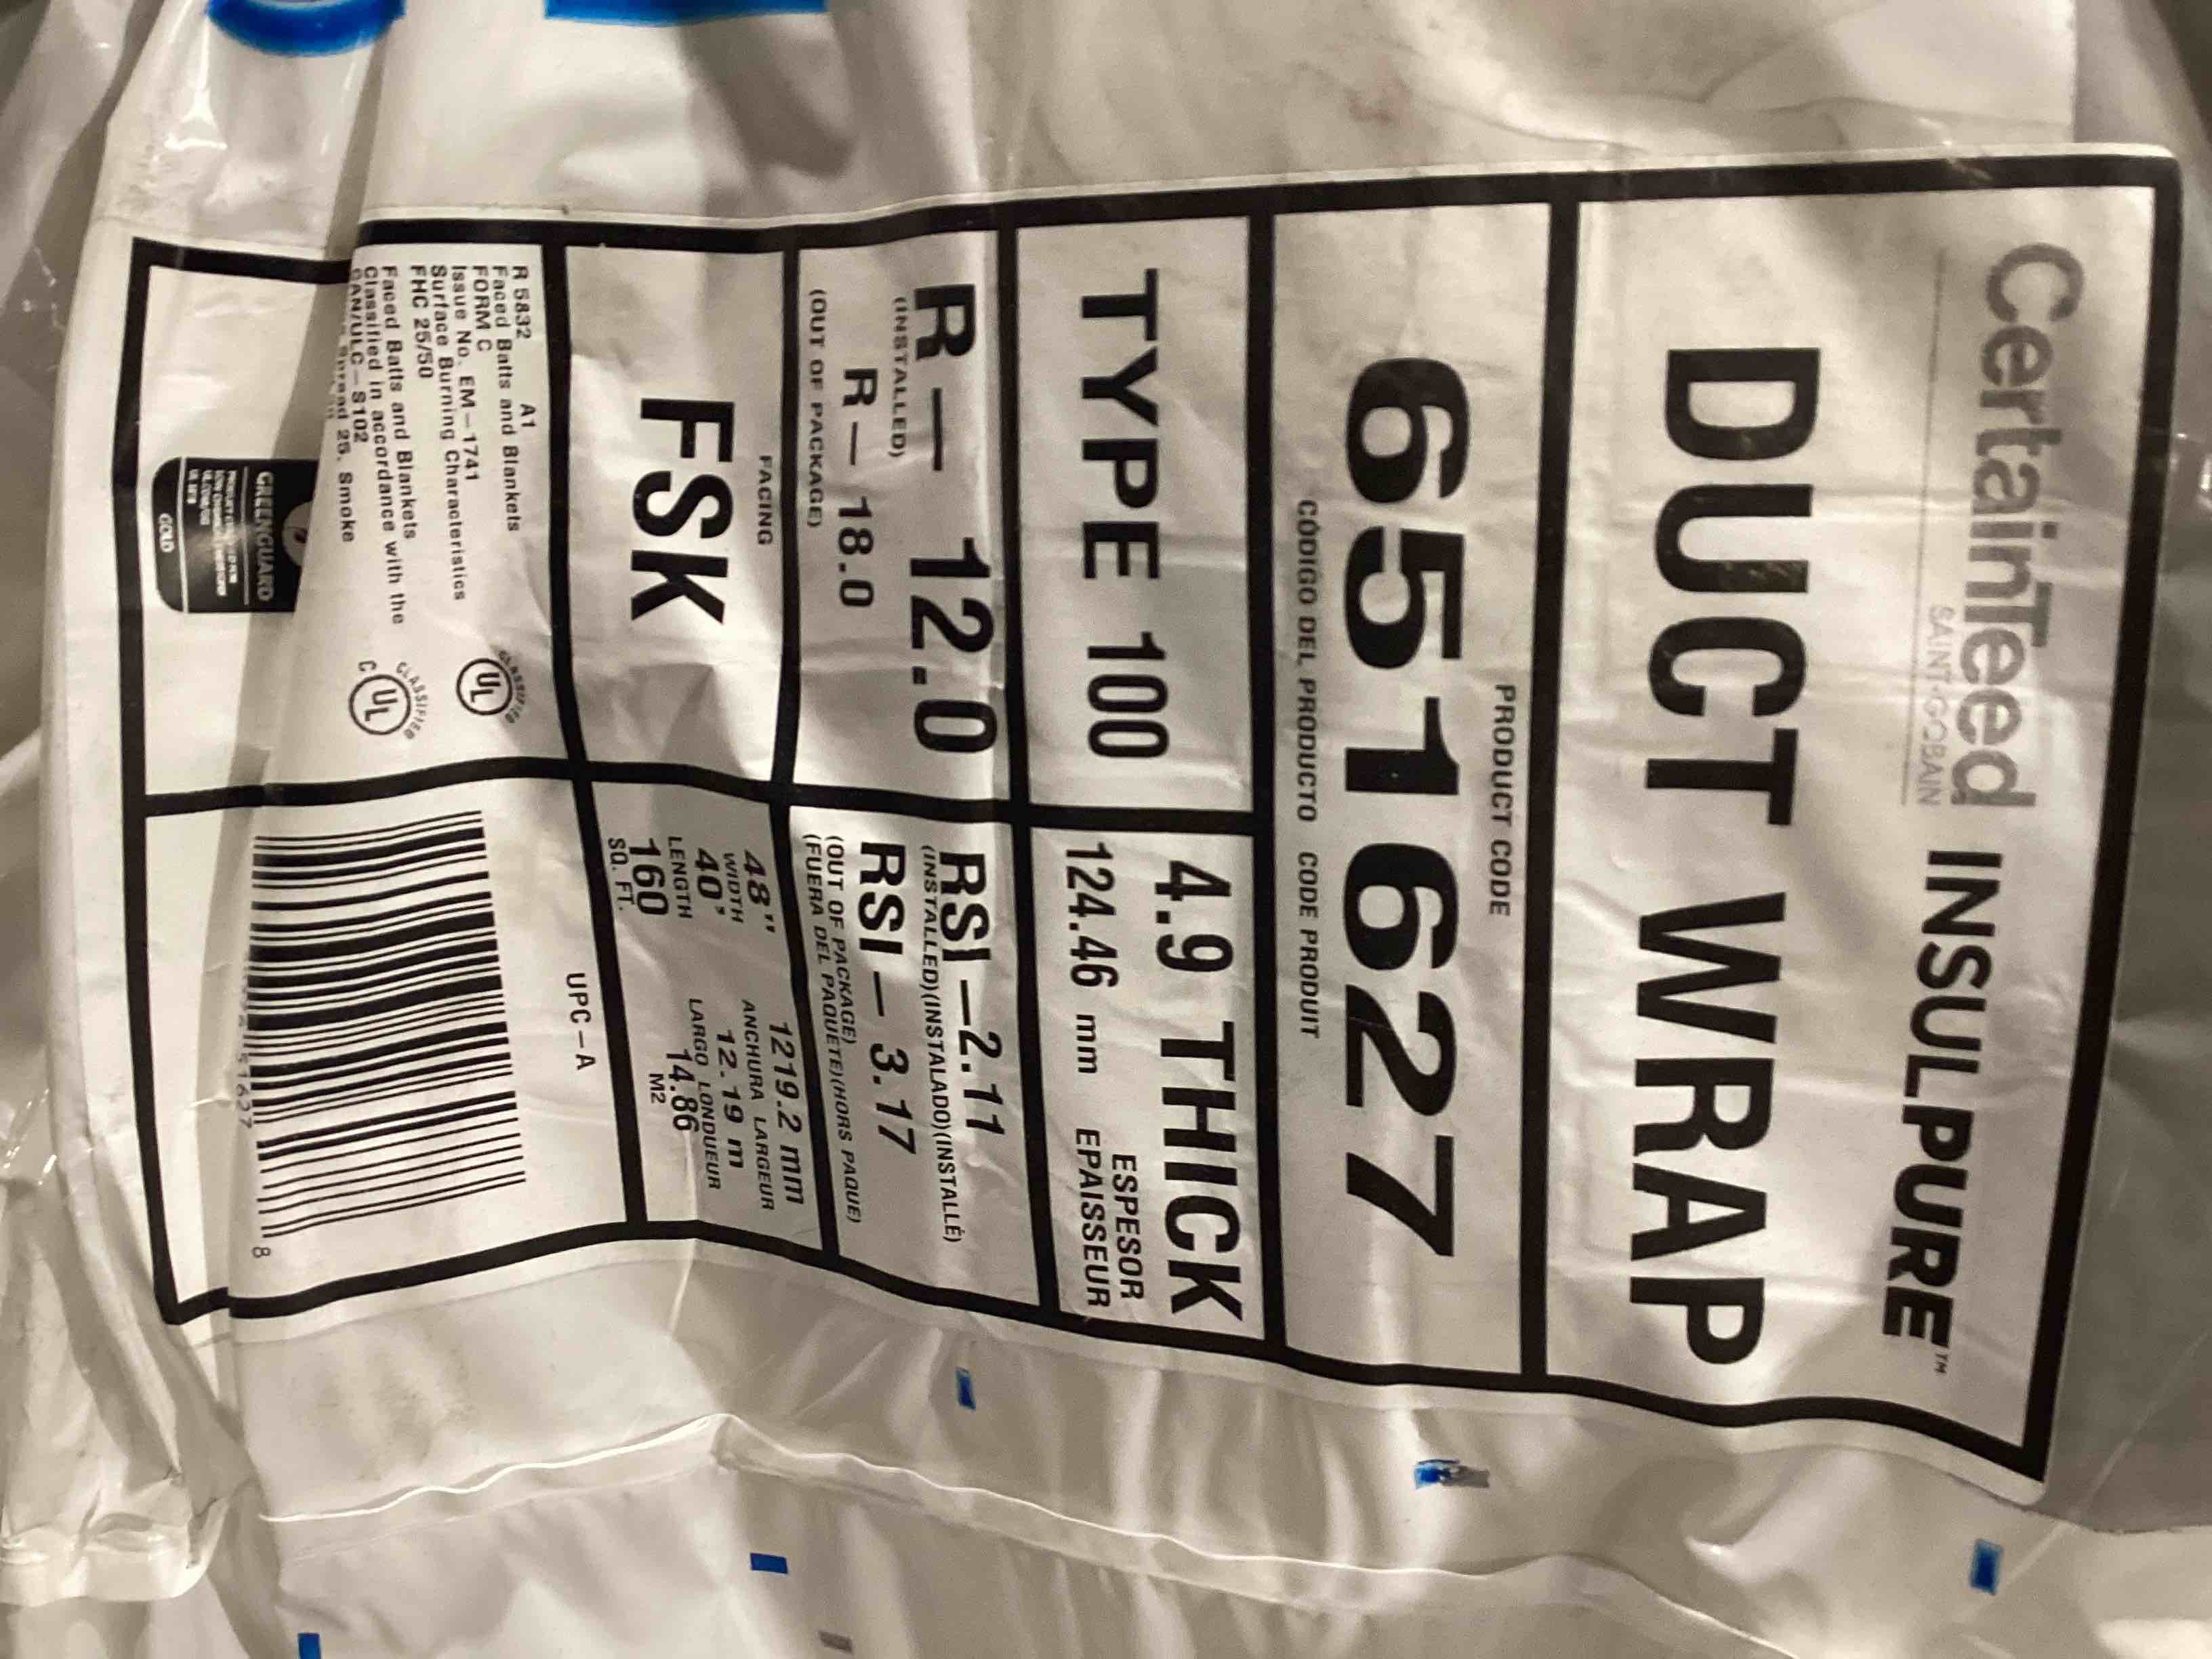 CertainTeed INSULPURE™
SAINT-GOBAIN
DUCT WRAP
PRODUCT CODE
651627
CÓDIGO DEL PRODUCTO CODE PRODUIT
TYPE 100
4.9 THICK
ESPESOR
124.46 mm EPAISSEUR
R— 12.0
(INSTALLED)
R— 18.0
(OUT OF PACKAGE)
RSI—2.11
(INSTALLED)(INSTALADO)(INSTALLÉ)
RSI— 3.17
(OUT OF PACKAGE)
(FUERA DEL PAQUETE)(HORS PAQUE)
FACING
FSK
48" 1219.2 mm
WIDTH ANCHURA LARGEUR
40' 12.19 m
LENGTH LARGO LONDUEUR
160 14.86
SQ. FT. M2
R5832 A1
Faced Batts and Blankets
FORM C
Issue No. EM—1741
Surface Burning Characteristics
FHC 25/50
Faced Batts and Blankets
Classified in accordance with the
CAN/ULC—S102
25. Smoke
CLASSIFIED
UL
CLASSIFIED
C UL
GREENGUARD
GOLD
UPC—A
51627 8